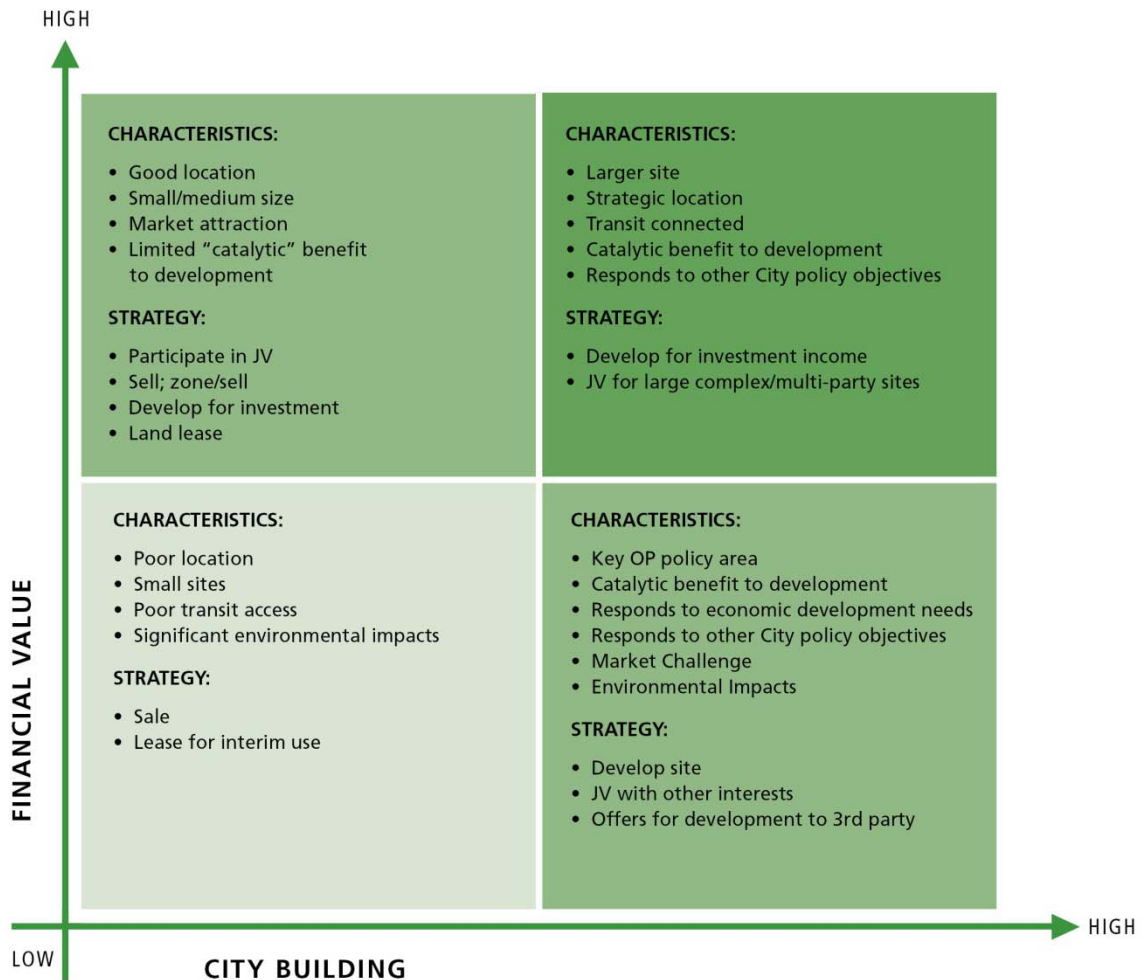 HIGH
CHARACTERISTICS:
• Good location
• Small/medium size
• Market attraction
• Limited “catalytic” benefit
to development
STRATEGY:
• Participate in JV
• Sell; zone/sell
• Develop for investment
• Land lease
CHARACTERISTICS:
• Larger site
• Strategic location
• Transit connected
• Catalytic benefit to development
• Responds to other City policy objectives
STRATEGY:
• Develop for investment income
• JV for large complex/multi-party sites
CHARACTERISTICS:
• Poor location
• Small sites
• Poor transit access
• Significant environmental impacts
STRATEGY:
• Sale
• Lease for interim use
CHARACTERISTICS:
• Key OP policy area
• Catalytic benefit to development
• Responds to economic development needs
• Responds to other City policy objectives
• Market Challenge
• Environmental Impacts
STRATEGY:
• Develop site
• JV with other interests
• Offers for development to 3rd party
FINANCIAL VALUE
HIGH
LOW
CITY BUILDING